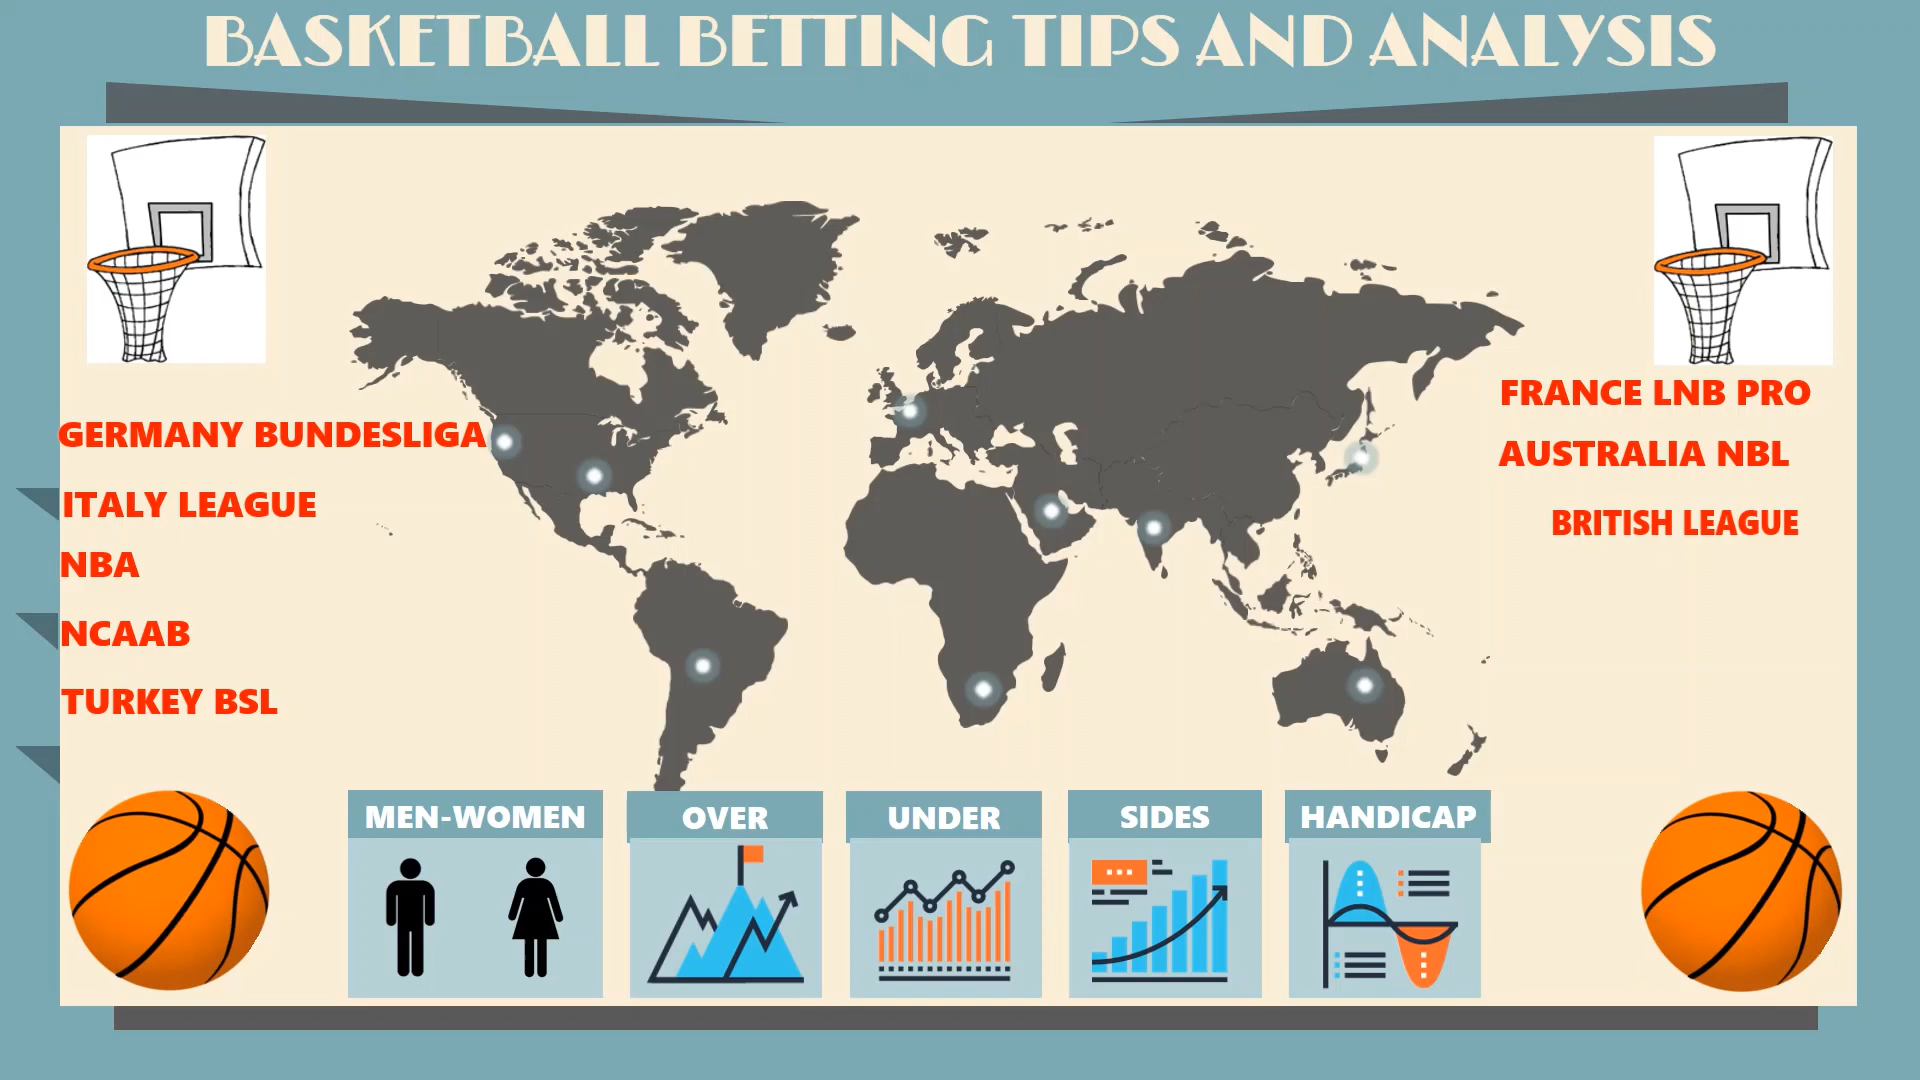 BASKETBALL BETTING TIPS AND ANALYSIS
GERMANY BUNDESLIGA
ITALY LEAGUE
NBA
NCAAB
TURKEY BSL
FRANCE LNB PRO
AUSTRALIA NBL
BRITISH LEAGUE
MEN-WOMEN
OVER
UNDER
SIDES
HANDICAP